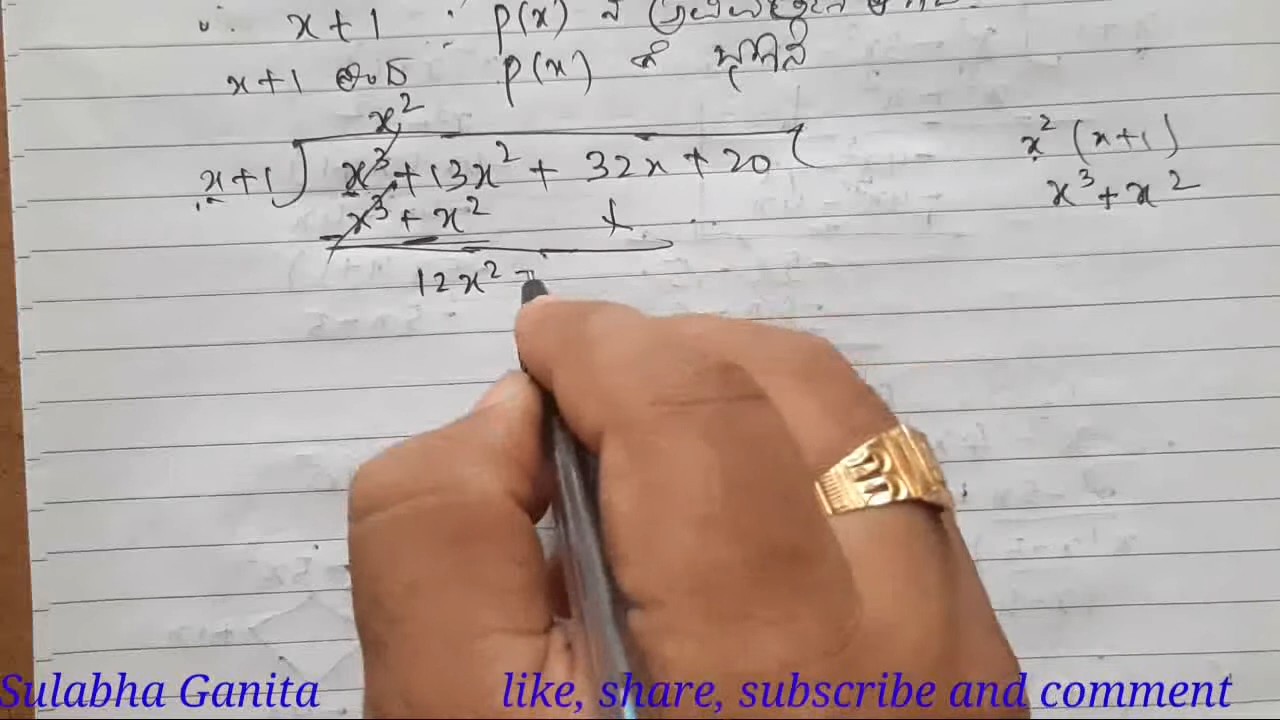 ∴ x + 1 ∵ p(x) ನ
x+1 ರಿಂದ p(x) ನ್ನು ಭಾಗಿಸಿ
x²
x+1) x³ + 13x² + 32x + 20 (
x³ + x²
12x²
x² (x+1)
x³ + x²
Sulabha Ganita like, share, subscribe and comment